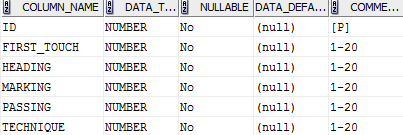 COLUMN_NAME DATA_T... NULLABLE DATA_DEFA... COMME...
ID NUMBER No (null) [P]
FIRST_TOUCH NUMBER No (null) 1-20
HEADING NUMBER No (null) 1-20
MARKING NUMBER No (null) 1-20
PASSING NUMBER No (null) 1-20
TECHNIQUE NUMBER No (null) 1-20